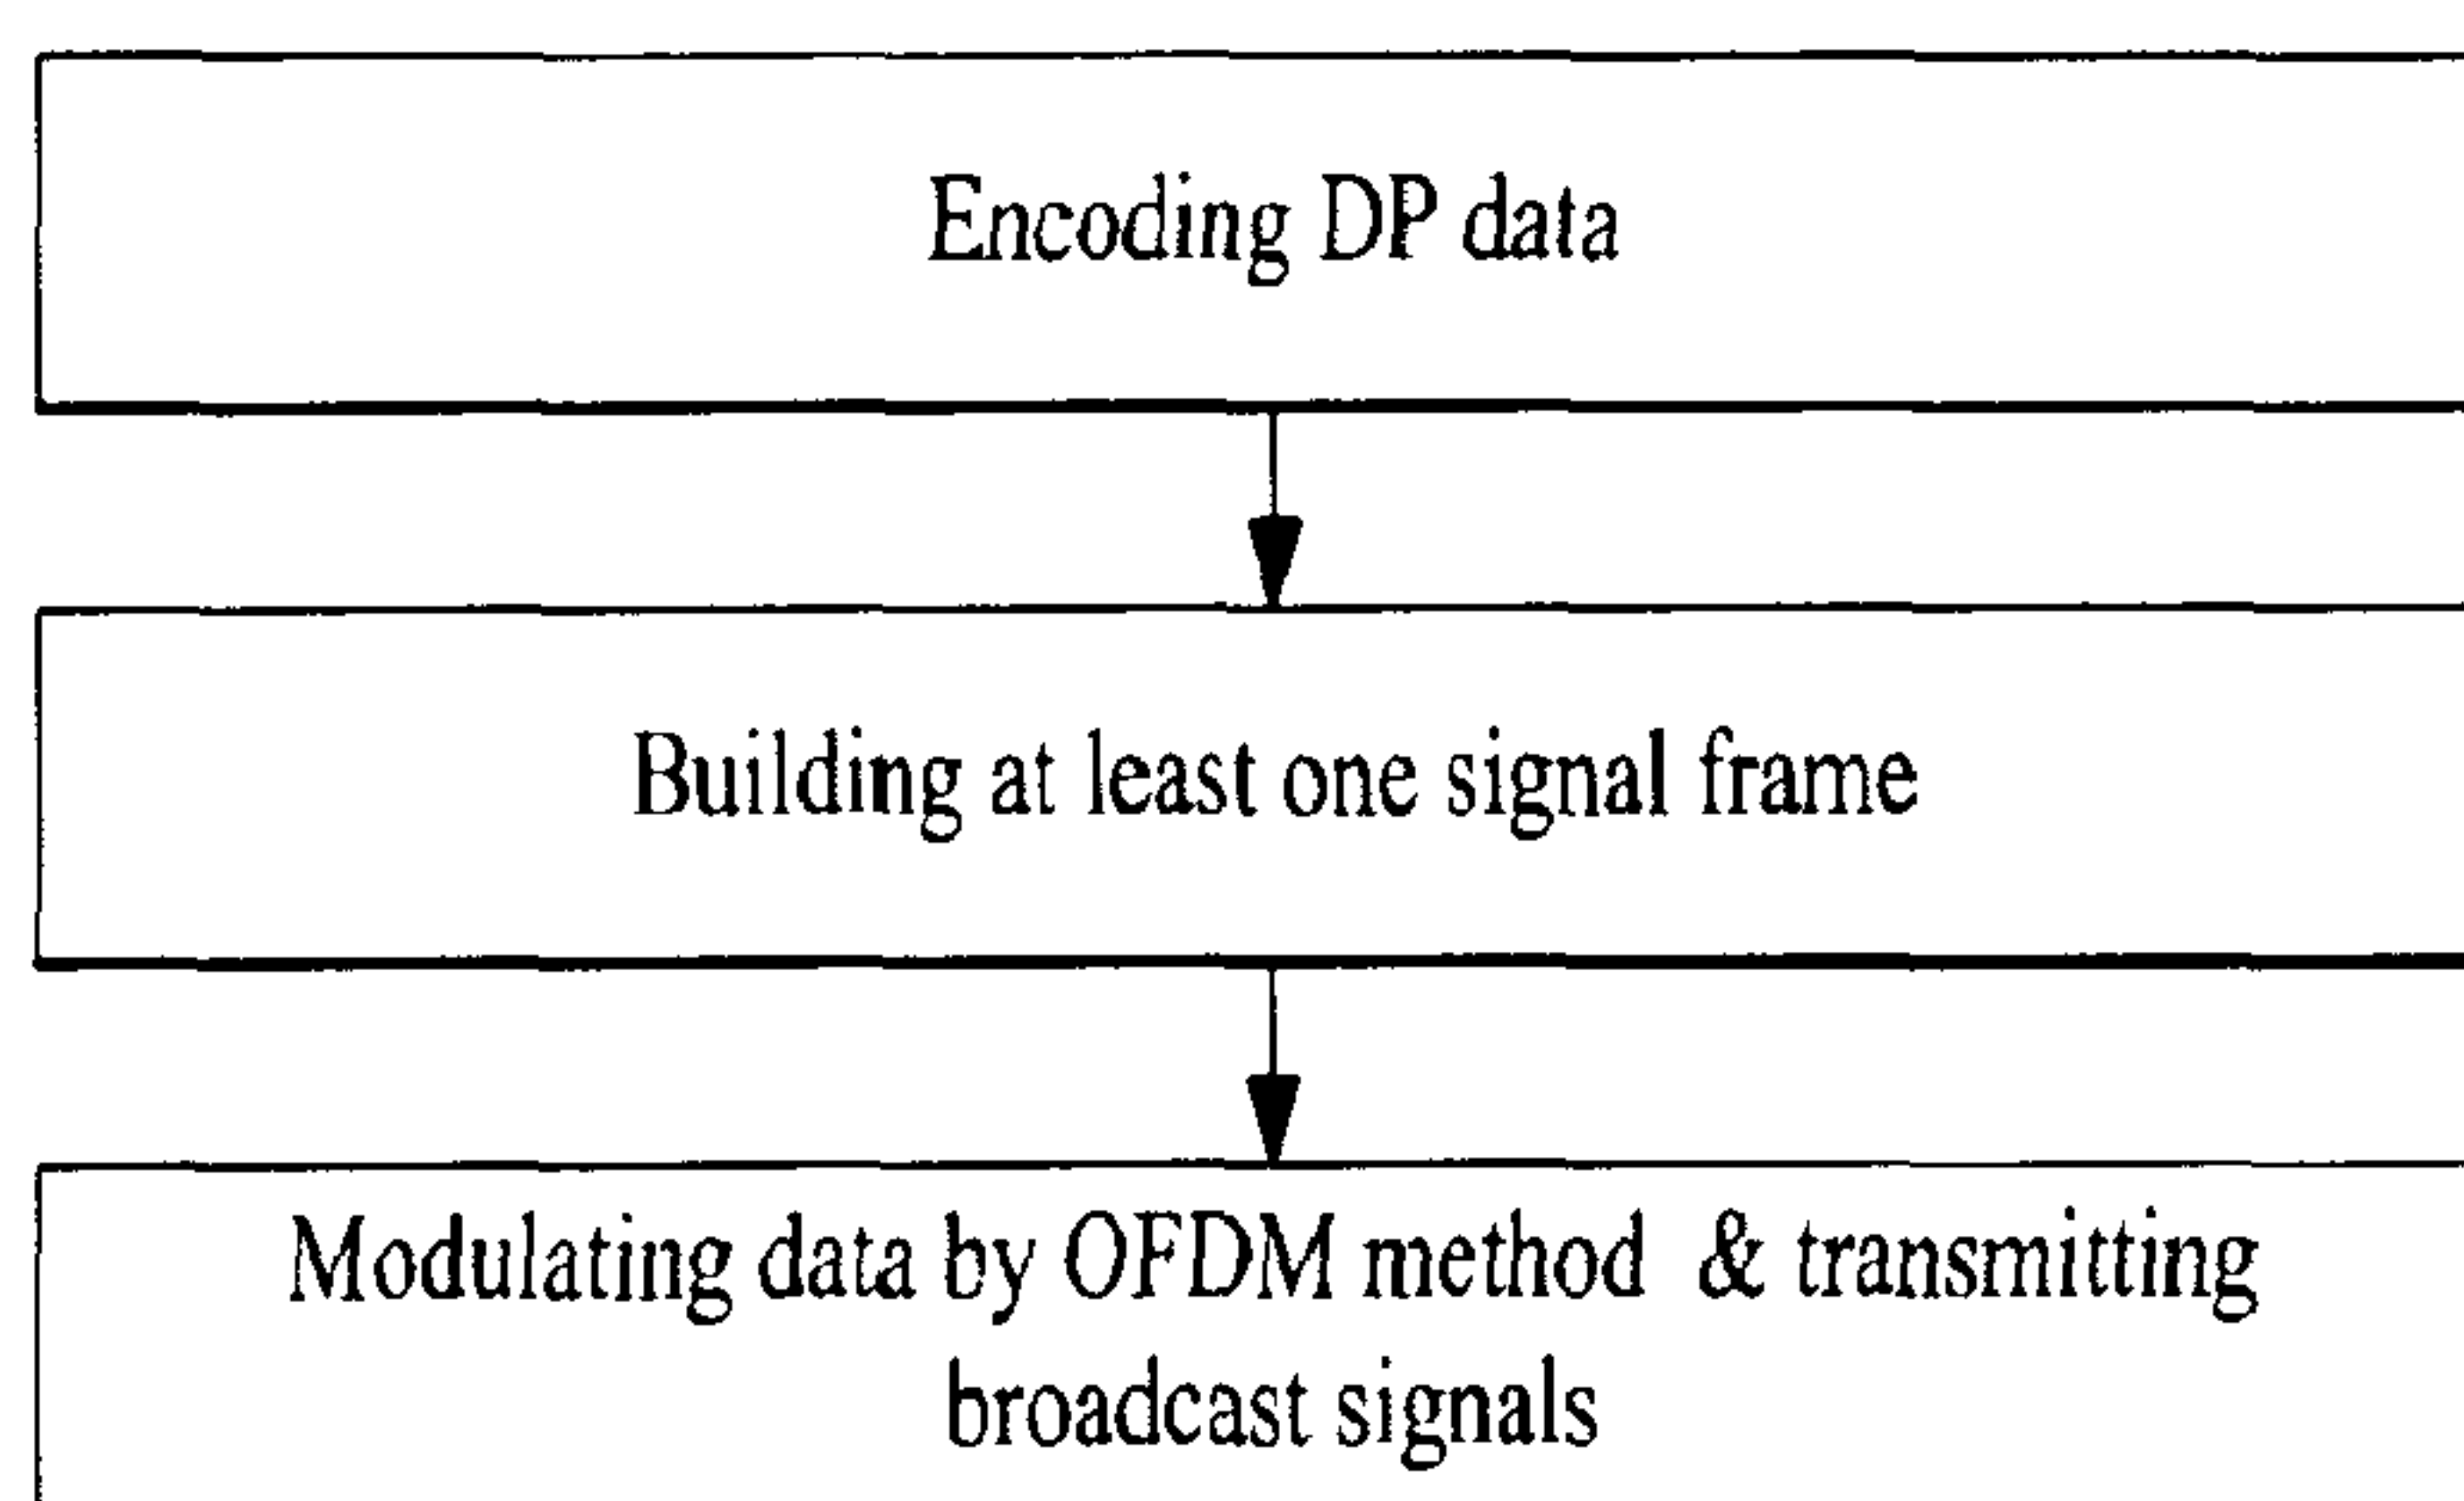 Encoding DP data
Building at least one signal frame
Modulating data by OFDM method & transmitting
broadcast signals